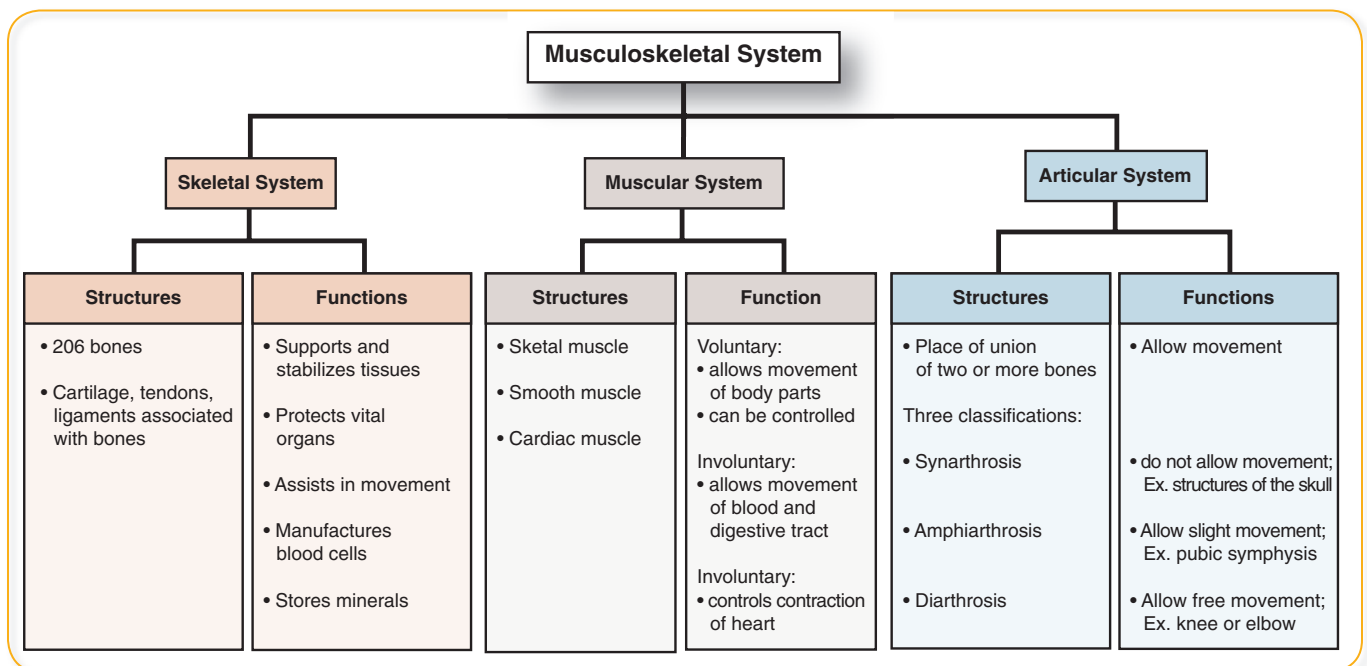 Musculoskeletal System
Skeletal System
Muscular System
Articular System
Structures
• 206 bones
• Cartilage, tendons,
ligaments associated
with bones
Functions
• Supports and
stabilizes tissues
• Protects vital
organs
• Assists in movement
• Manufactures
blood cells
• Stores minerals
Structures
• Sketal muscle
• Smooth muscle
• Cardiac muscle
Function
Voluntary:
• allows movement
of body parts
• can be controlled
Involuntary:
• allows movement
of blood and
digestive tract
Involuntary:
• controls contraction
of heart
Structures
• Place of union
of two or more bones
Three classifications:
• Synarthrosis
• Amphiarthrosis
• Diarthrosis
Functions
• Allow movement
• do not allow movement;
Ex. structures of the skull
• Allow slight movement;
Ex. pubic symphysis
• Allow free movement;
Ex. knee or elbow